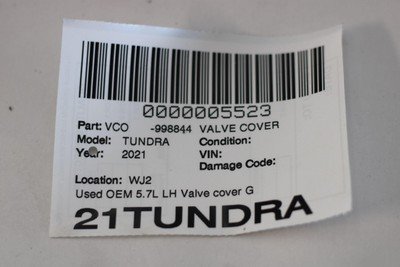 0000005523
Part: VCO -998844 VALVE COVER
Model: TUNDRA Condition:
Year: 2021 VIN:
Damage Code:
Location: WJ2
Used OEM 5.7L LH Valve cover G
21TUNDRA